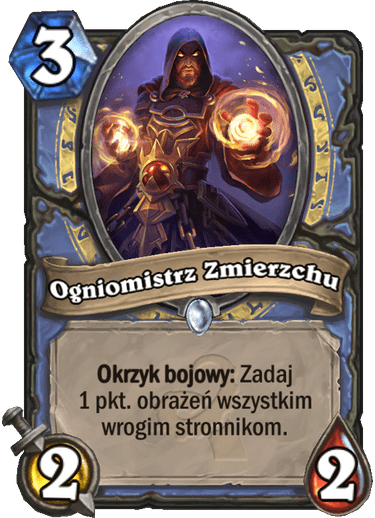 3
Ogniomistrz Zmierzchu
Okrzyk bojowy: Zadaj
1 pkt. obrażeń wszystkim
wrogim stronnikom.
2
2